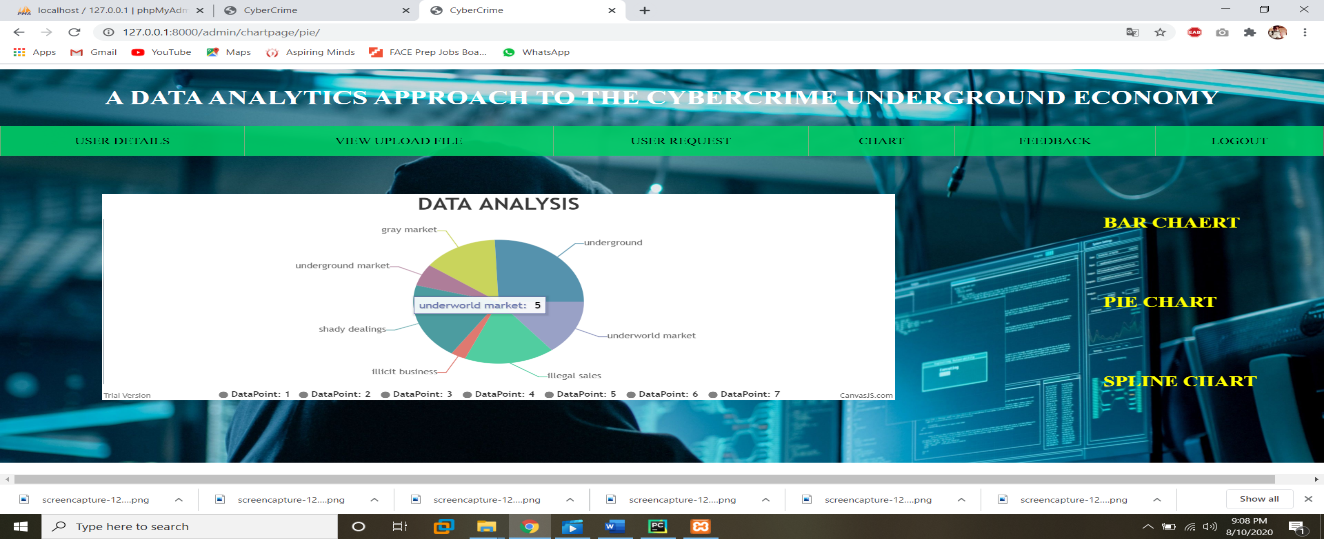 localhost / 127.0.0.1 | phpMyAdm
CyberCrime
CyberCrime
127.0.0.1:8000/admin/chartpage/pie/
Apps
Gmail
YouTube
Maps
Aspiring Minds
FACE Prep Jobs Boa...
WhatsApp
A DATA ANALYTICS APPROACH TO THE CYBERCRIME UNDERGROUND ECONOMY
USER DETAILS
VIEW UPLOAD FILE
USER REQUEST
CHART
FEEDBACK
LOGOUT
DATA ANALYSIS
gray market
underground
underground market
underworld market: 5
shady dealings
underworld market
illicit business
illegal sales
DataPoint: 1 DataPoint: 2 DataPoint: 3 DataPoint: 4 DataPoint: 5 DataPoint: 6 DataPoint: 7
Trial Version
CanvasJS.com
BAR CHAERT
PIE CHART
SPLINE CHART
screencapture-12....png
screencapture-12....png
screencapture-12....png
screencapture-12....png
screencapture-12....png
screencapture-12....png
Show all
Type here to search
9:08 PM
8/10/2020